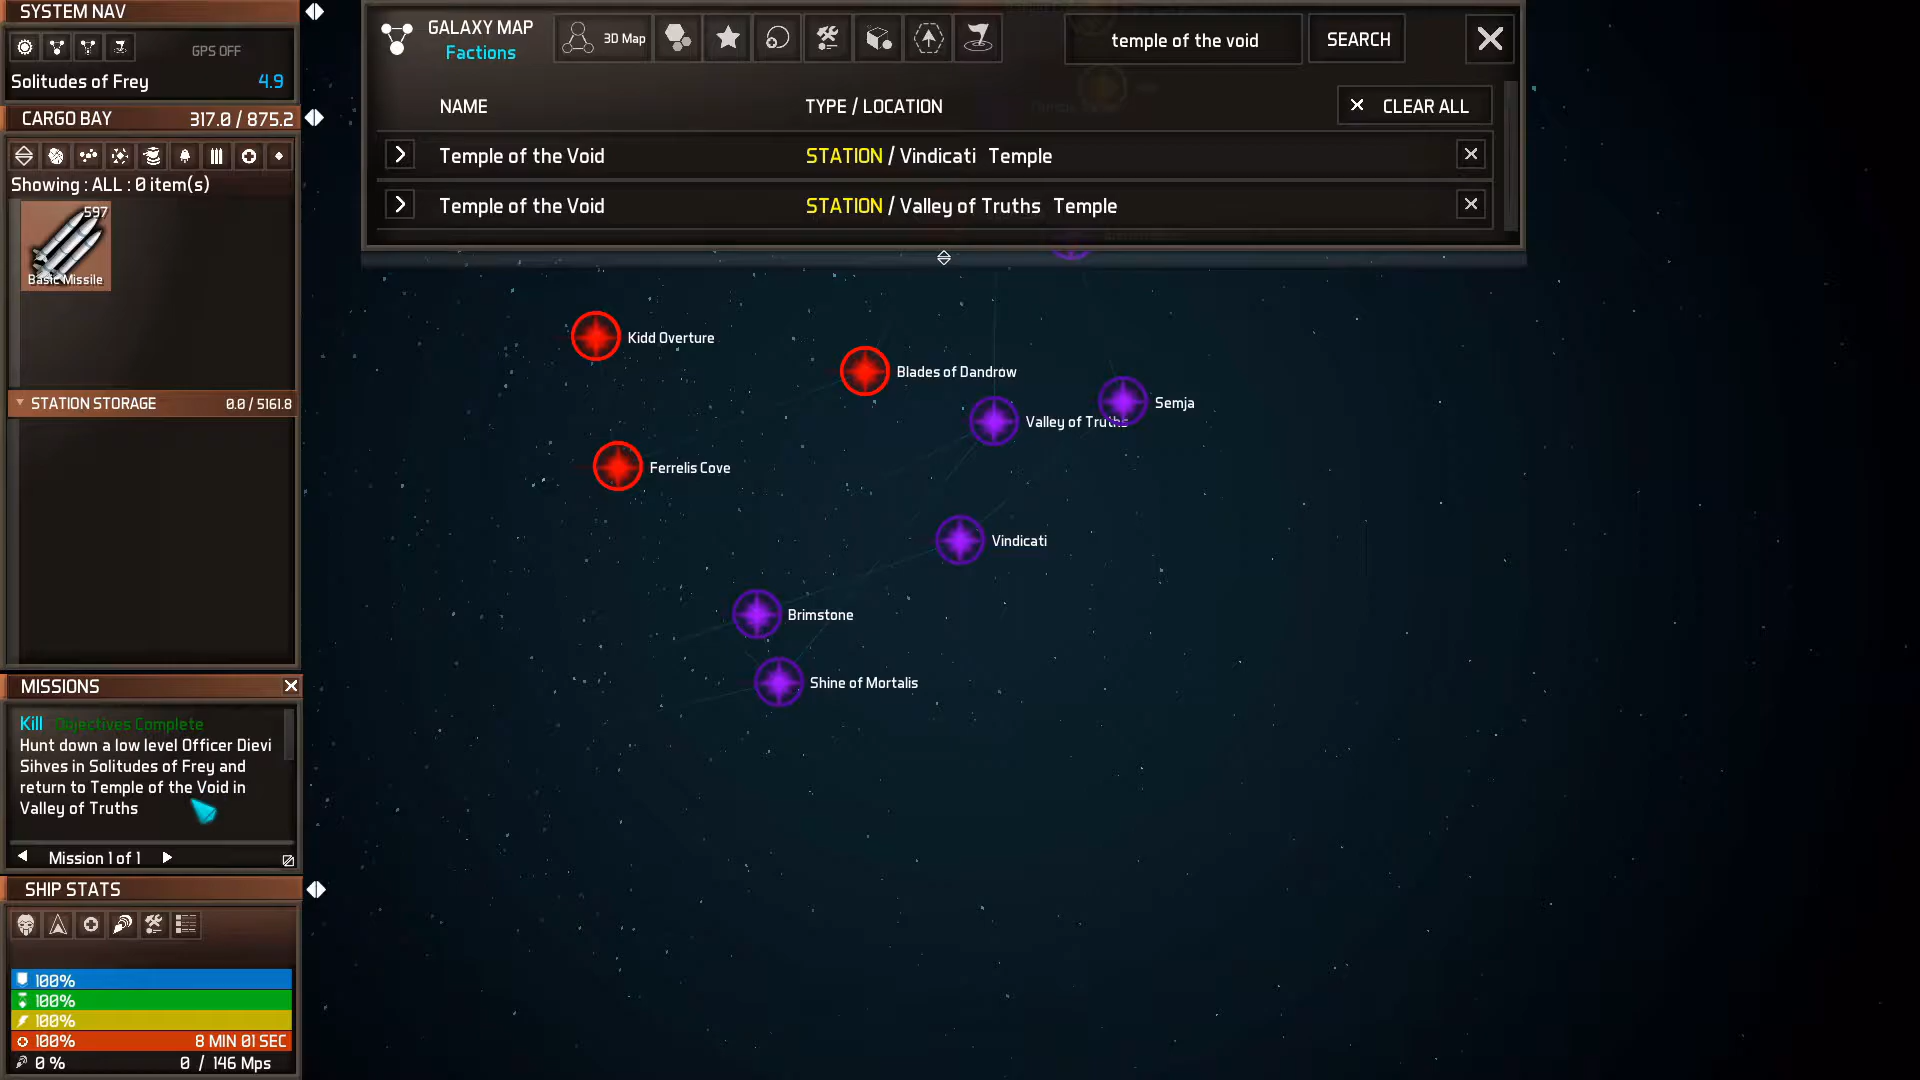 SYSTEM NAV
GPS OFF
Solitudes of Frey 4.9
CARGO BAY 317.0 / 875.2
Showing : ALL : 0 item(s)
597
Basic Missile
STATION STORAGE 0.0 / 5161.8
MISSIONS
Kill Objectives Complete
Hunt down a low level Officer Dievi
Sihves in Solitudes of Frey and
return to Temple of the Void in
Valley of Truths
Mission 1 of 1
SHIP STATS
100%
100%
100%
100% 8 MIN 01 SEC
0 % 0 / 146 Mps
GALAXY MAP
Factions
3D Map
temple of the void
SEARCH
NAME TYPE / LOCATION CLEAR ALL
Temple of the Void STATION / Vindicati Temple
Temple of the Void STATION / Valley of Truths Temple
Kidd Overture
Blades of Dandrow
Semja
Valley of Truths
Ferrelis Cove
Vindicati
Brimstone
Shine of Mortalis